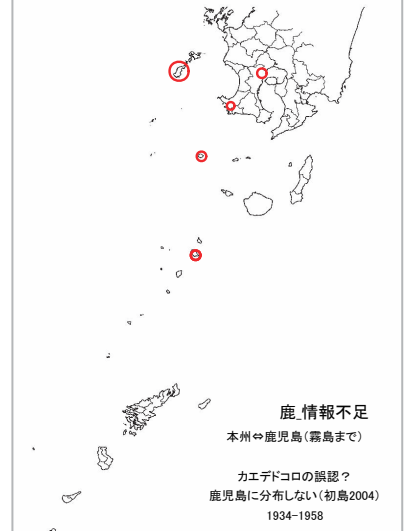 鹿_情報不足
本州⇔鹿児島(霧島まで)
カエデドコロの誤認?
鹿児島に分布しない(初島2004)
1934-1958